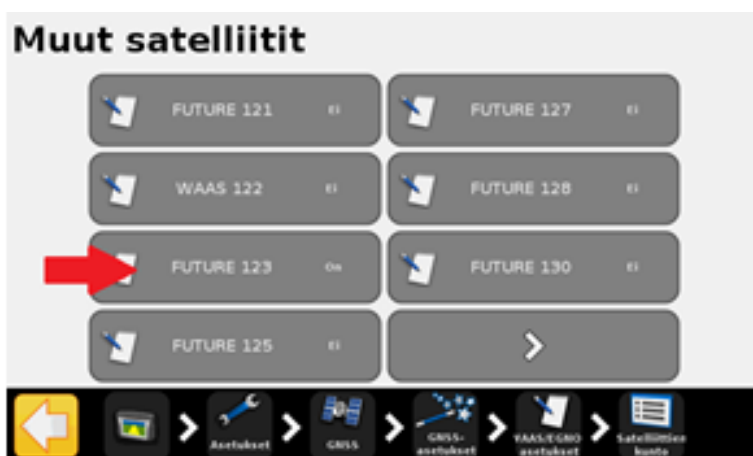 Muut satelliitit
FUTURE 121 Ei
FUTURE 127 Ei
WAAS 122 Ei
FUTURE 128 Ei
FUTURE 123 On
FUTURE 130 Ei
FUTURE 125 Ei
Asetukset
GNSS
GNSS-
asetukset
WAAS/EGNO
asetukset
Satelliittien
kunto